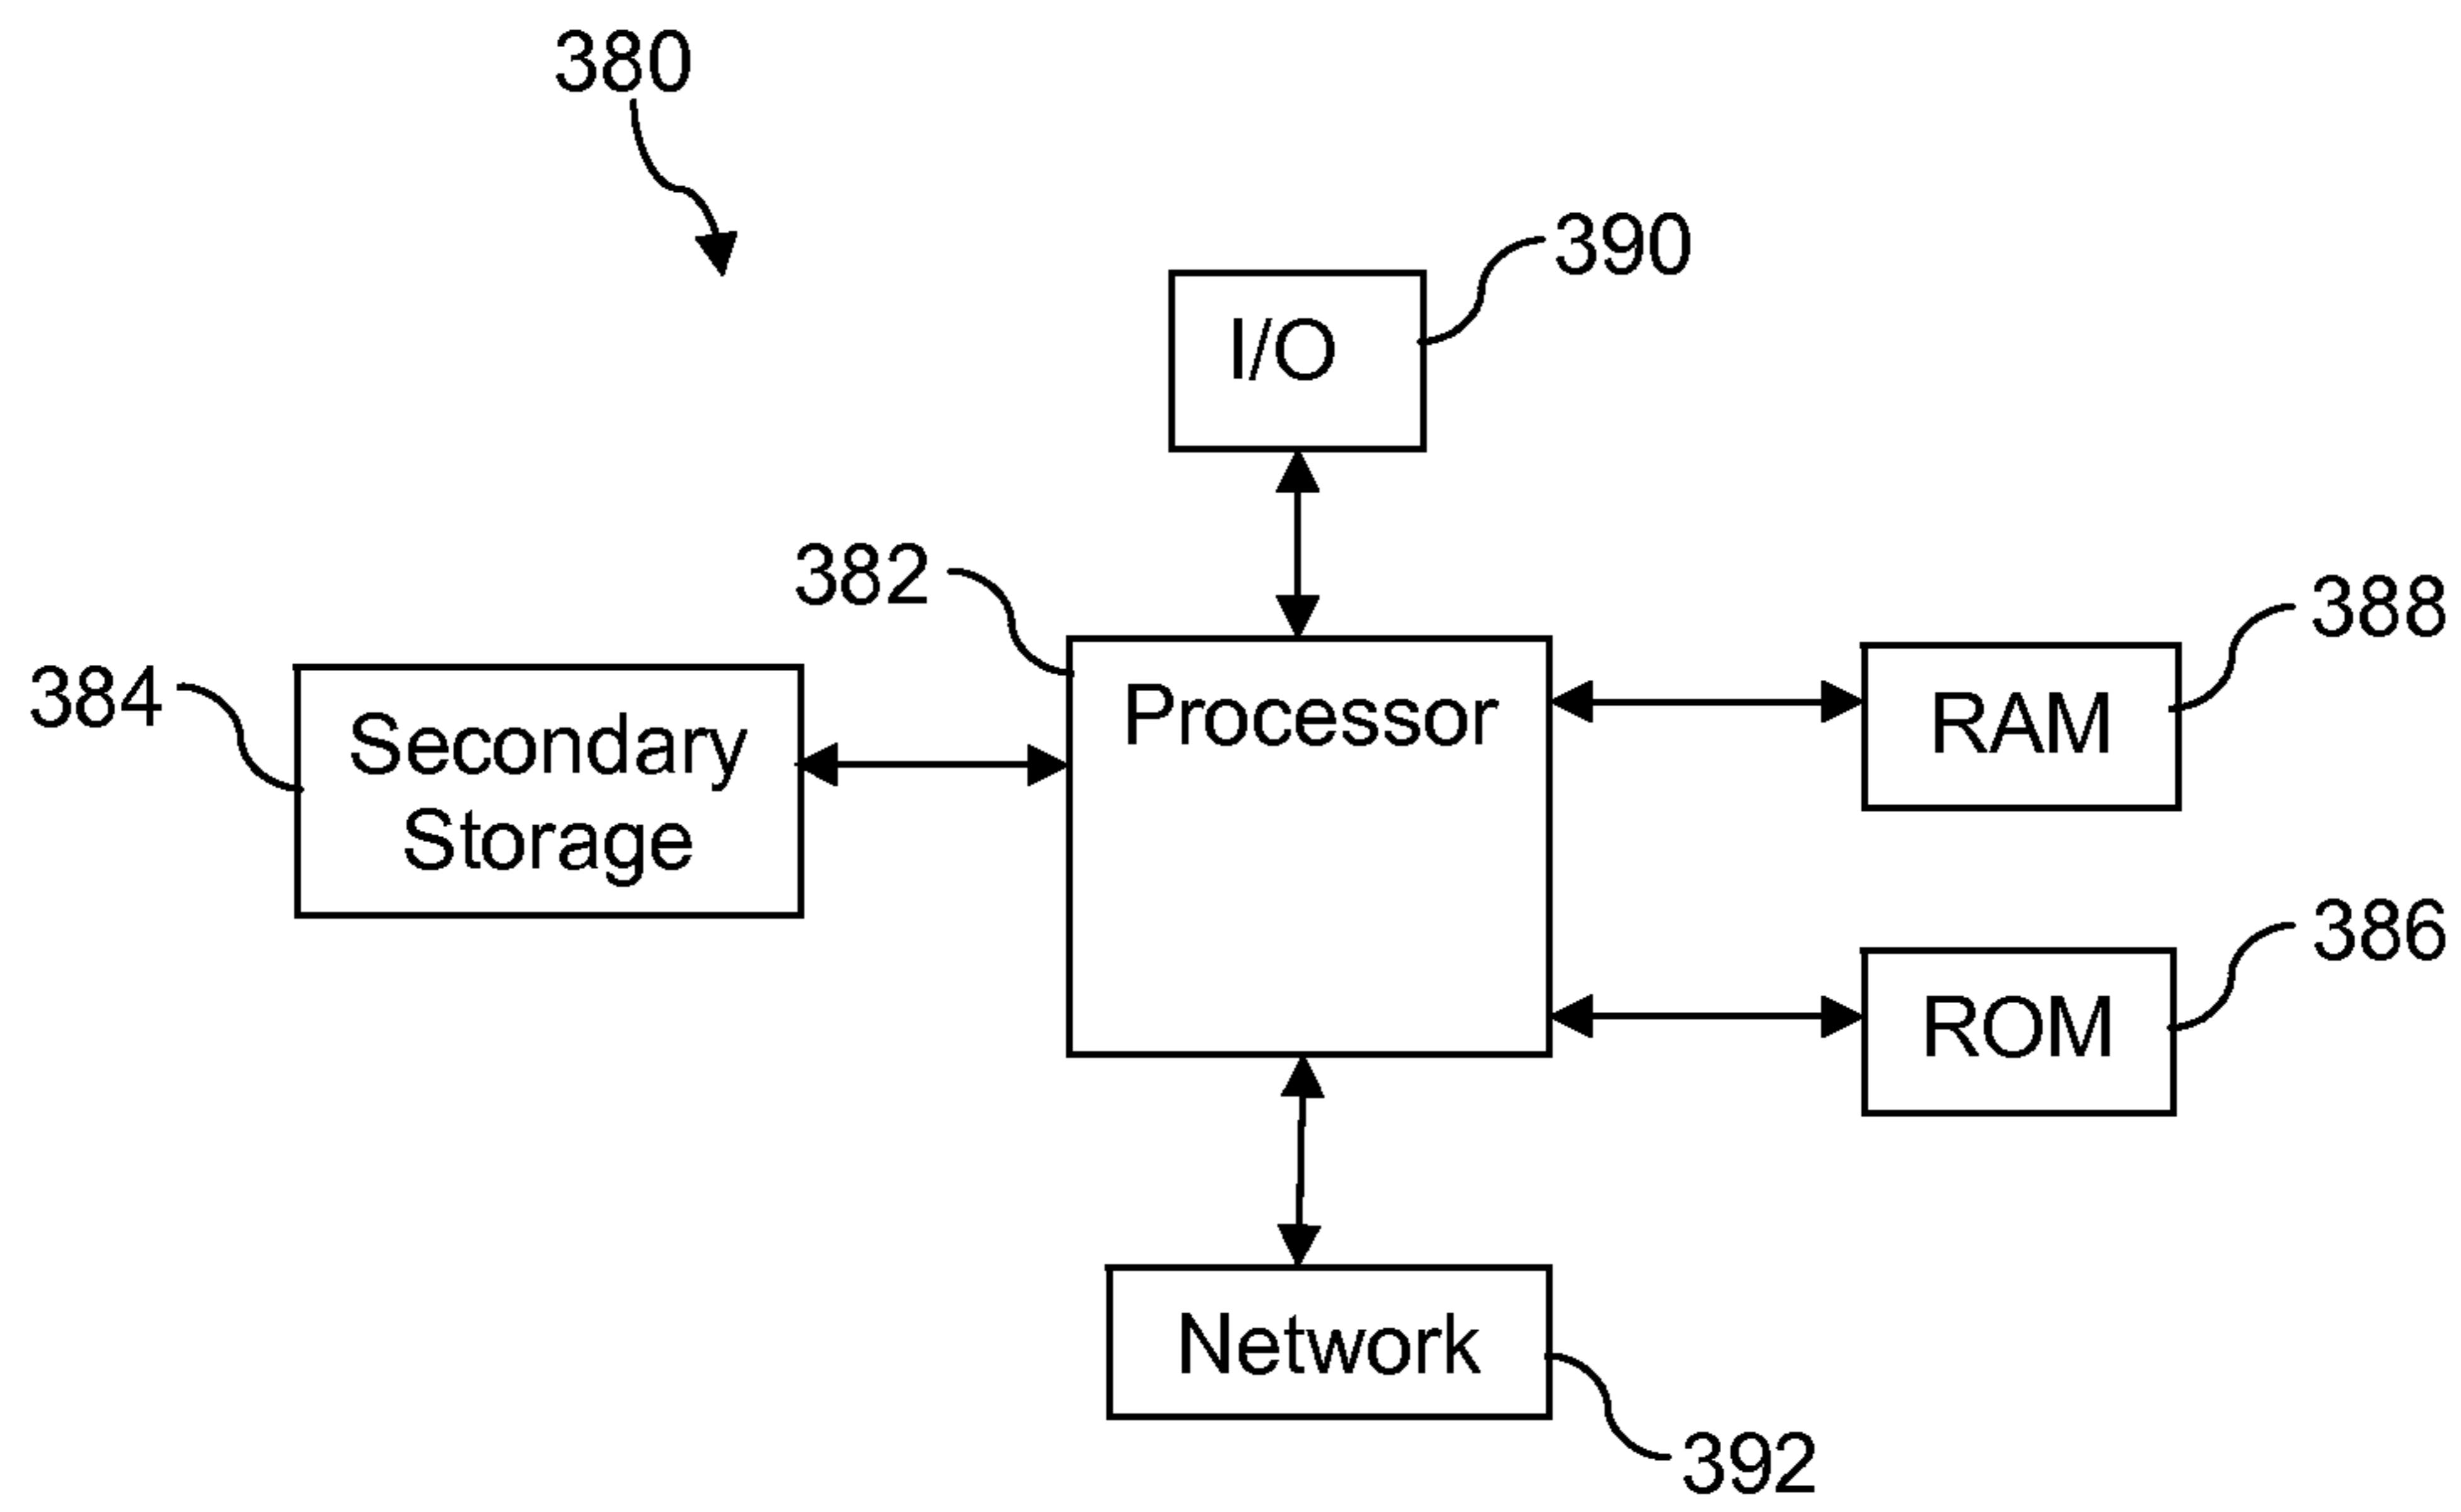 380
390
I/O
382
388
384
Processor
RAM
Secondary
Storage
386
ROM
Network
392